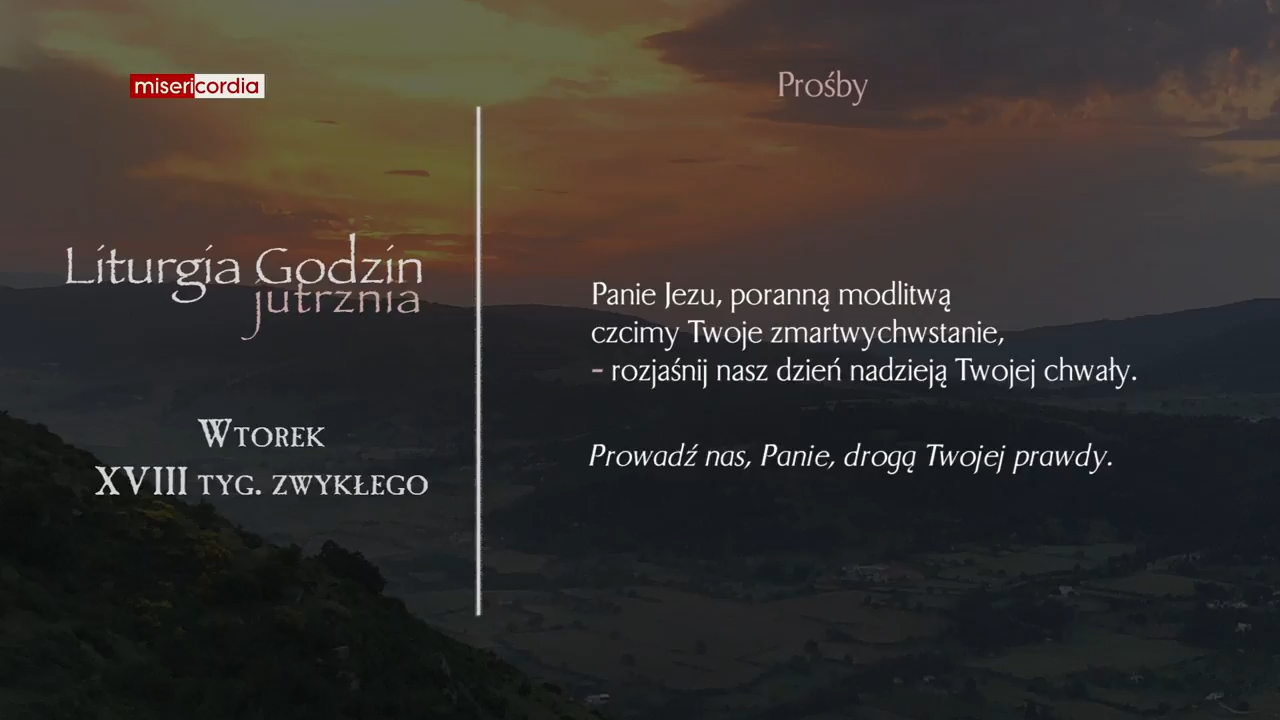 misericordia
Liturgia Godzin
jutrznia
Wtorek
XVIII tyg. zwykłego
Prośby
Panie Jezu, poranną modlitwą
czcimy Twoje zmartwychwstanie,
- rozjaśnij nasz dzień nadzieją Twojej chwały.
Prowadź nas, Panie, drogą Twojej prawdy.